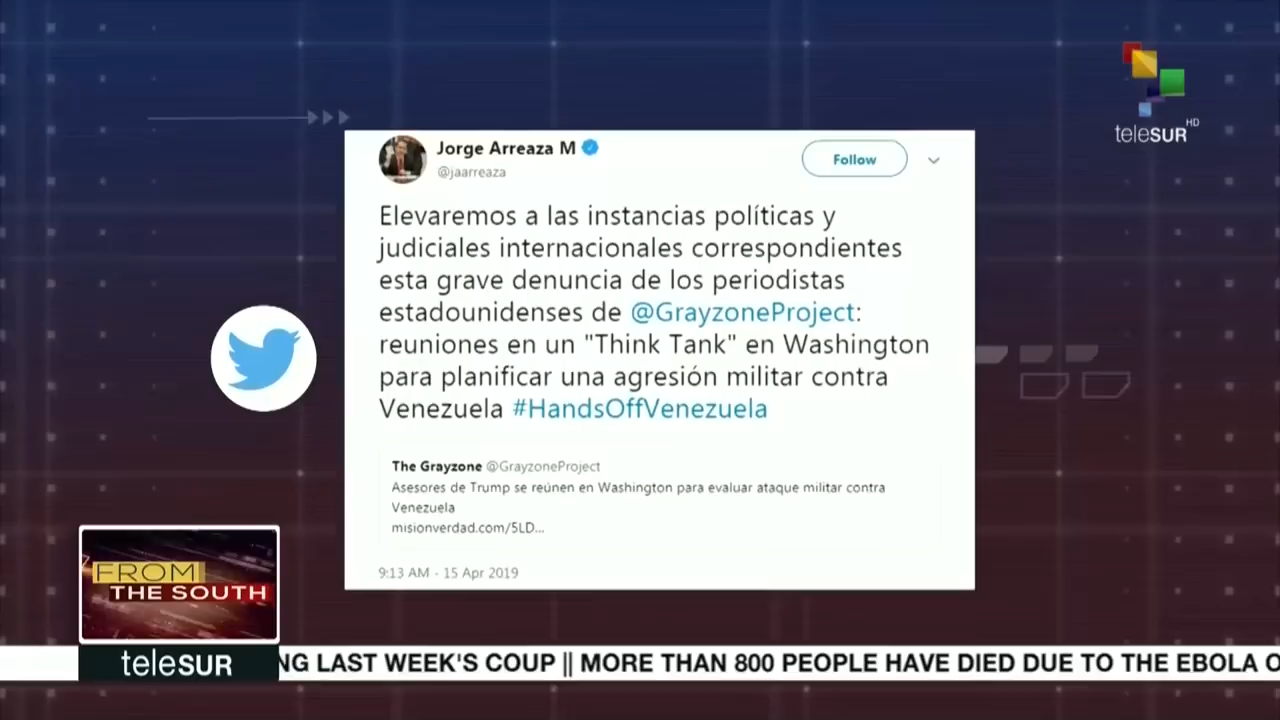 teleSUR HD
Jorge Arreaza M
@jaarreaza
Follow
Elevaremos a las instancias políticas y
judiciales internacionales correspondientes
esta grave denuncia de los periodistas
estadounidenses de @GrayzoneProject:
reuniones en un "Think Tank" en Washington
para planificar una agresión militar contra
Venezuela #HandsOffVenezuela
The Grayzone @GrayzoneProject
Asesores de Trump se reúnen en Washington para evaluar ataque militar contra
Venezuela
misionverdad.com/5LD...
9:13 AM - 15 Apr 2019
FROM
THE SOUTH
teleSUR
NG LAST WEEK'S COUP || MORE THAN 800 PEOPLE HAVE DIED DUE TO THE EBOLA O